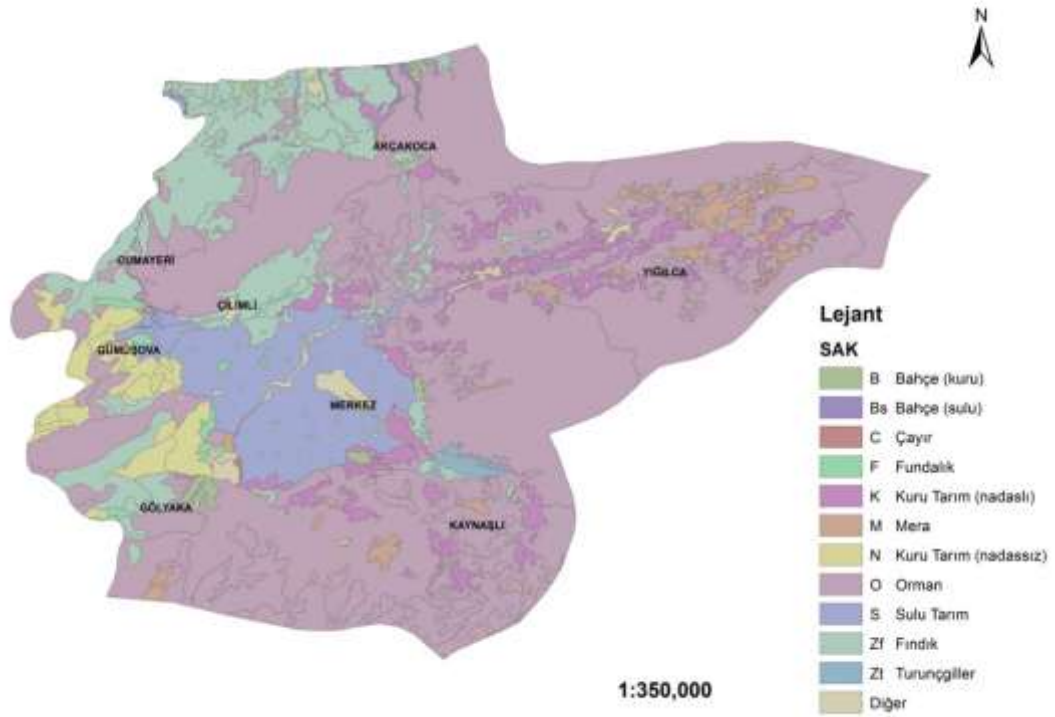 N
AKÇAKOCA
CUMAYERİ
YIĞILCA
ÇİLİMLİ
GÜMÜŞOVA
MERKEZ
GÖLYAKA
KAYNAŞLI
Lejant
SAK
B Bahçe (kuru)
Bs Bahçe (sulu)
C Çayır
F Fundalık
K Kuru Tarım (nadaslı)
M Mera
N Kuru Tarım (nadassız)
O Orman
S Sulu Tarım
Zf Fındık
Zt Turunçgiller
Diğer
1:350,000